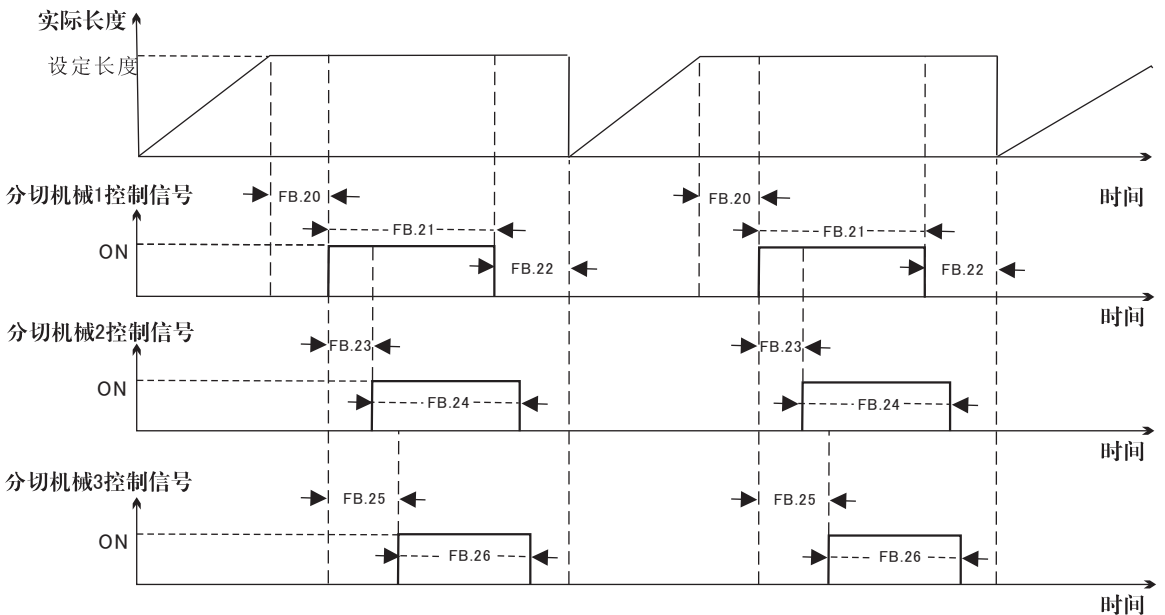 实际长度
设定长度
分切机械1控制信号
FB.20
FB.20
时间
FB.21
FB.21
ON
FB.22
FB.22
时间
分切机械2控制信号
FB.23
FB.23
ON
FB.24
FB.24
时间
分切机械3控制信号
FB.25
FB.25
ON
FB.26
FB.26
时间